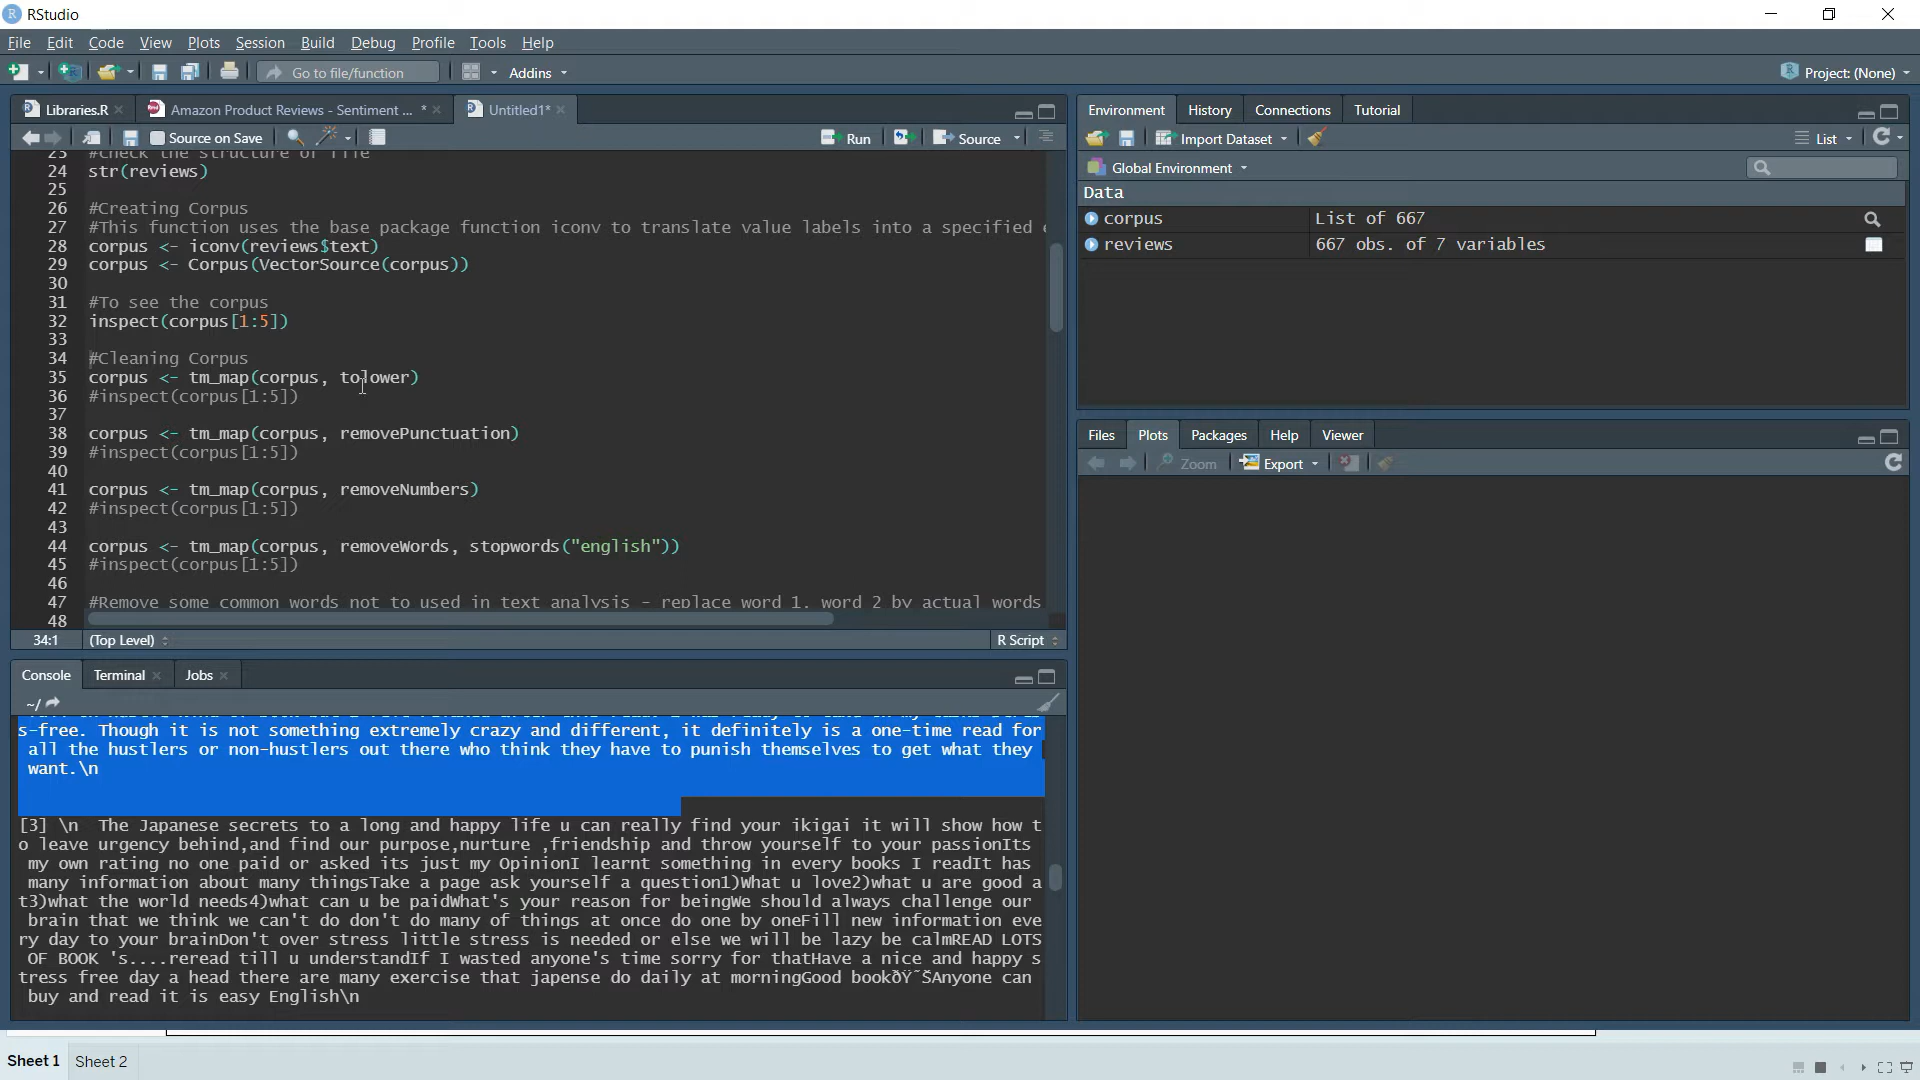 RStudio
File Edit Code View Plots Session Build Debug Profile Tools Help
Go to file/function Addins Project: (None)
Libraries.R Amazon Product Reviews - Sentiment ... * Untitled1*
Source on Save Run Source
23 #Check the structure of file
24 str(reviews)
25
26 #Creating Corpus
27 #This function uses the base package function iconv to translate value labels into a specified e
28 corpus <- iconv(reviews$text)
29 corpus <- Corpus(VectorSource(corpus))
30
31 #To see the corpus
32 inspect(corpus[1:5])
33
34 #Cleaning Corpus
35 corpus <- tm_map(corpus, tolower)
36 #inspect(corpus[1:5])
37
38 corpus <- tm_map(corpus, removePunctuation)
39 #inspect(corpus[1:5])
40
41 corpus <- tm_map(corpus, removeNumbers)
42 #inspect(corpus[1:5])
43
44 corpus <- tm_map(corpus, removeWords, stopwords("english"))
45 #inspect(corpus[1:5])
46
47 #Remove some common words not to used in text analysis - replace word 1, word 2 by actual words
48
34:1 (Top Level) R Script
Console Terminal Jobs
~/
s-free. Though it is not something extremely crazy and different, it definitely is a one-time read for
all the hustlers or non-hustlers out there who think they have to punish themselves to get what they
want.\n
[3] \n The Japanese secrets to a long and happy life u can really find your ikigai it will show how t
o leave urgency behind,and find our purpose,nurture ,friendship and throw yourself to your passionIts
my own rating no one paid or asked its just my OpinionI learnt something in every books I readIt has
many information about many thingsTake a page ask yourself a question1)What u love2)what u are good a
t3)what the world needs4)what can u be paidWhat's your reason for beingWe should always challenge our
brain that we think we can't do don't do many of things at once do one by oneFill new information eve
ry day to your brainDon't over stress little stress is needed or else we will be lazy be calmREAD LOTS
OF BOOK 's....reread till u understandIf I wasted anyone's time sorry for thatHave a nice and happy s
tress free day a head there are many exercise that japense do daily at morningGood bookðŸ˜ŠAnyone can
buy and read it is easy English\n
Environment History Connections Tutorial
Import Dataset List
Global Environment
Data
corpus List of 667
reviews 667 obs. of 7 variables
Files Plots Packages Help Viewer
Zoom Export
Sheet 1 Sheet 2